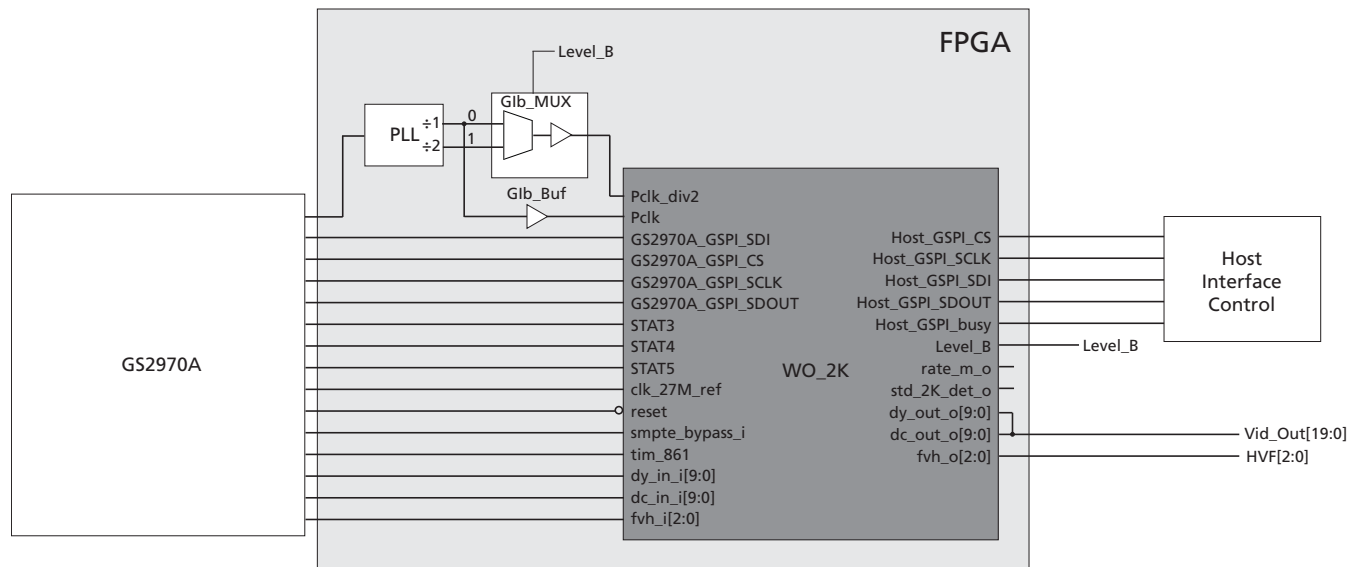 FPGA
Level_B
Glb_MUX
PLL
÷1
÷2
0
1
Glb_Buf
GS2970A
Pclk_div2
Pclk
GS2970A_GSPI_SDI
GS2970A_GSPI_CS
GS2970A_GSPI_SCLK
GS2970A_GSPI_SDOUT
STAT3
STAT4
STAT5
clk_27M_ref
reset
smpte_bypass_i
tim_861
dy_in_i[9:0]
dc_in_i[9:0]
fvh_i[2:0]
WO_2K
Host_GSPI_CS
Host_GSPI_SCLK
Host_GSPI_SDI
Host_GSPI_SDOUT
Host_GSPI_busy
Level_B
rate_m_o
std_2K_det_o
dy_out_o[9:0]
dc_out_o[9:0]
fvh_o[2:0]
Host
Interface
Control
Level_B
Vid_Out[19:0]
HVF[2:0]